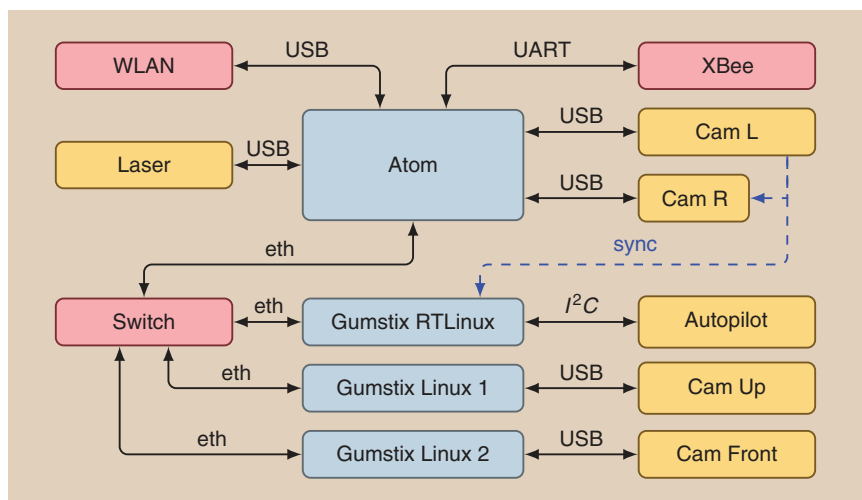 USB
UART
WLAN
XBee
USB
Cam L
USB
Laser
Atom
USB
Cam R
sync
eth
eth
I²C
Switch
Gumstix RTLinux
Autopilot
eth
USB
Gumstix Linux 1
Cam Up
eth
USB
Gumstix Linux 2
Cam Front